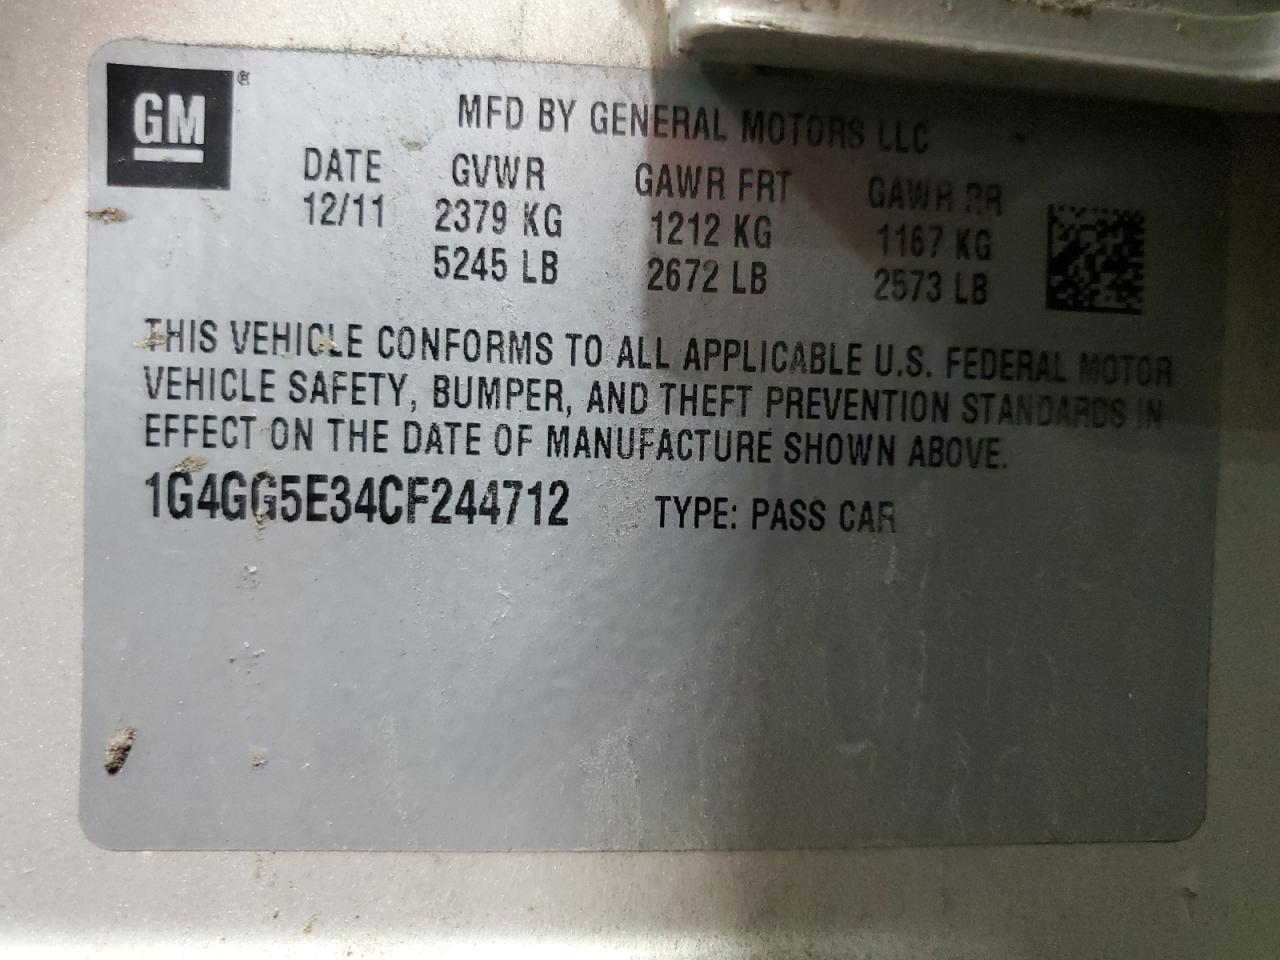 GM ®
MFD BY GENERAL MOTORS LLC
DATE GVWR GAWR FRT GAWR RR
12/11 2379 KG 1212 KG 1167 KG
5245 LB 2672 LB 2573 LB
THIS VEHICLE CONFORMS TO ALL APPLICABLE U.S. FEDERAL MOTOR
VEHICLE SAFETY, BUMPER, AND THEFT PREVENTION STANDARDS IN
EFFECT ON THE DATE OF MANUFACTURE SHOWN ABOVE.
1G4GG5E34CF244712 TYPE: PASS CAR